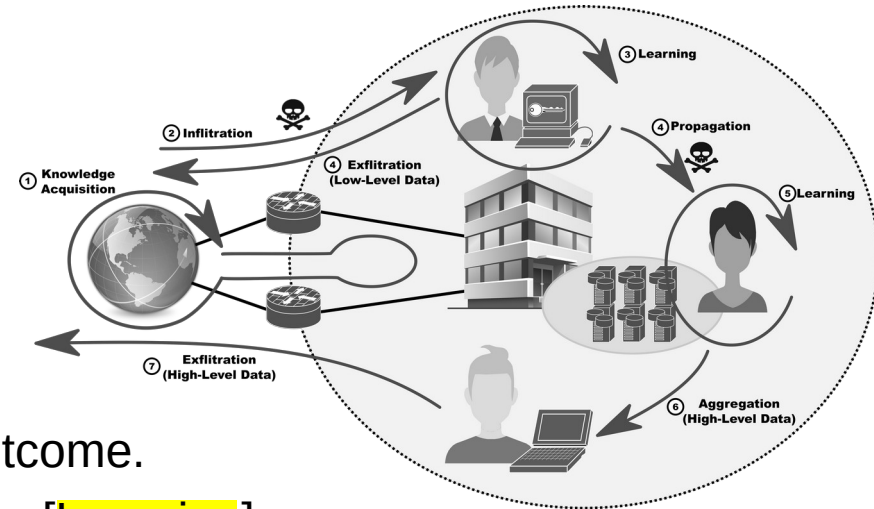 ③ Learning
② Inflitration
④ Propagation
④ Exflitration
(Low-Level Data)
① Knowledge
Acquisition
⑤ Learning
⑦ Exflitration
(High-Level Data)
⑥ Aggregation
(High-Level Data)
tcome.